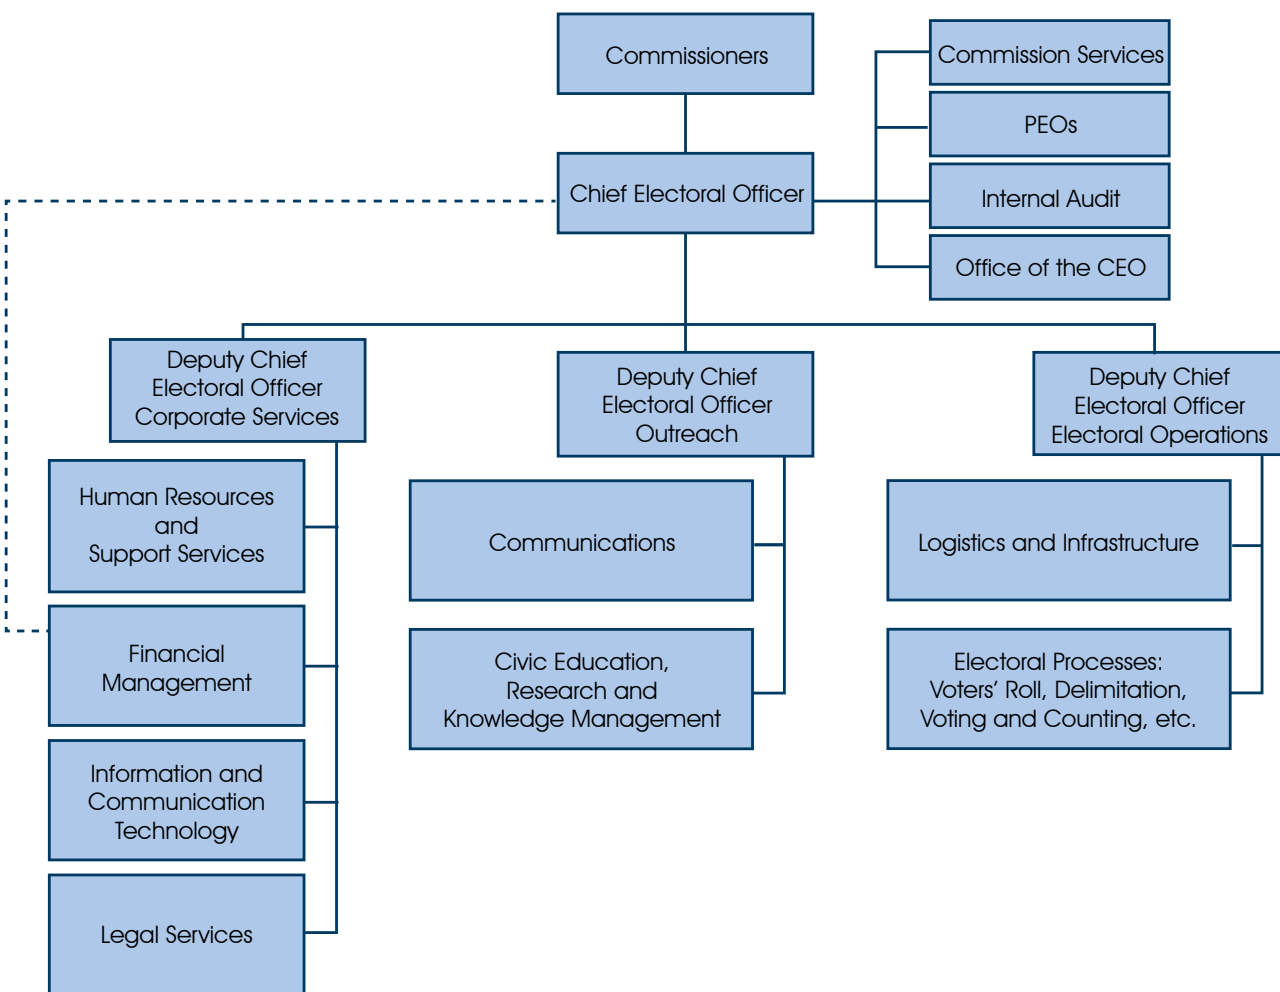 Commissioners
Commission Services
PEOs
Chief Electoral Officer
Internal Audit
Office of the CEO
Deputy Chief
Electoral Officer
Corporate Services
Human Resources
and
Support Services
Financial
Management
Information and
Communication
Technology
Legal Services
Deputy Chief
Electoral Officer
Outreach
Communications
Civic Education,
Research and
Knowledge Management
Deputy Chief
Electoral Officer
Electoral Operations
Logistics and Infrastructure
Electoral Processes:
Voters’ Roll, Delimitation,
Voting and Counting, etc.